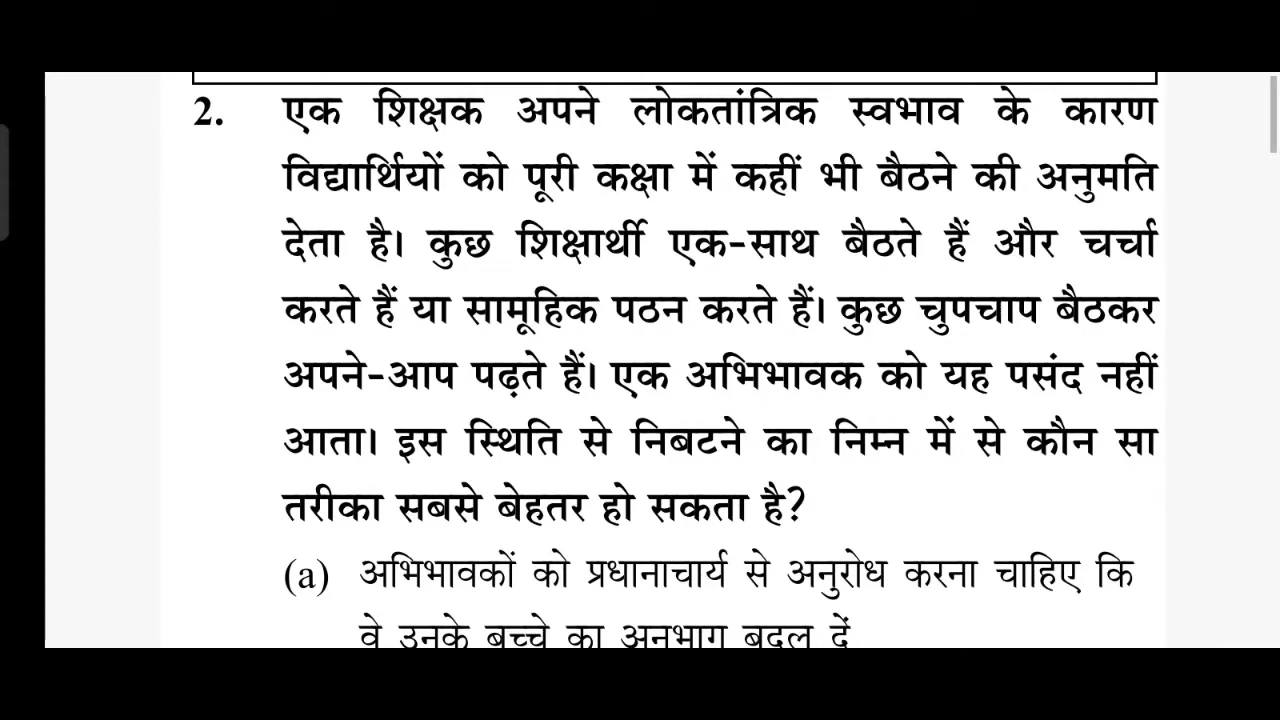 2. एक शिक्षक अपने लोकतांत्रिक स्वभाव के कारण
विद्यार्थियों को पूरी कक्षा में कहीं भी बैठने की अनुमति
देता है। कुछ शिक्षार्थी एक-साथ बैठते हैं और चर्चा
करते हैं या सामूहिक पठन करते हैं। कुछ चुपचाप बैठकर
अपने-आप पढ़ते हैं। एक अभिभावक को यह पसंद नहीं
आता। इस स्थिति से निबटने का निम्न में से कौन सा
तरीका सबसे बेहतर हो सकता है?
(a) अभिभावकों को प्रधानाचार्य से अनुरोध करना चाहिए कि
वे उनके बच्चे का अनुभाग बदल दें